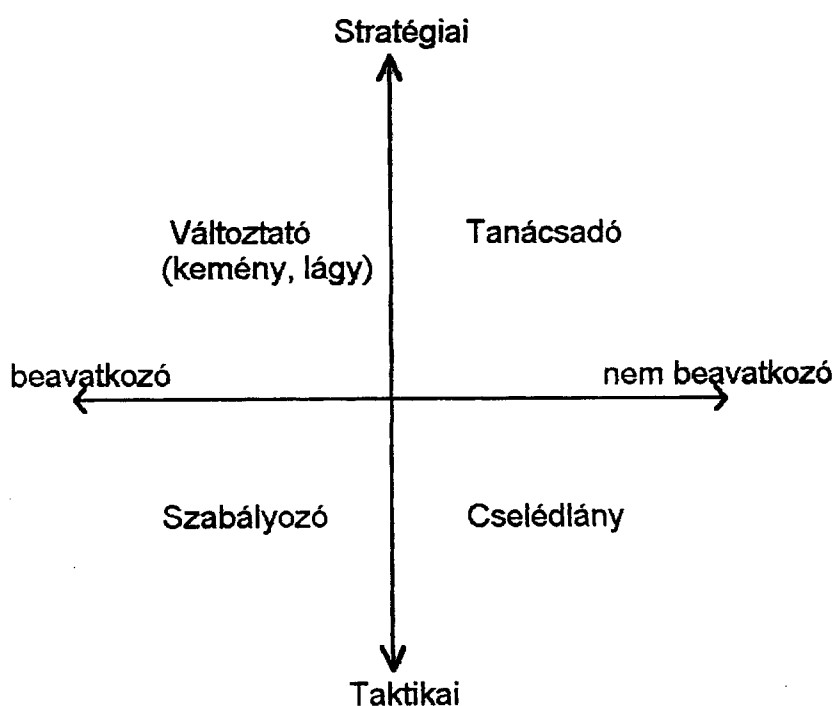 Stratégiai
Változtató
(kemény, lágy)
Tanácsadó
beavatkozó
nem beavatkozó
Szabályozó
Cselédlány
Taktikai